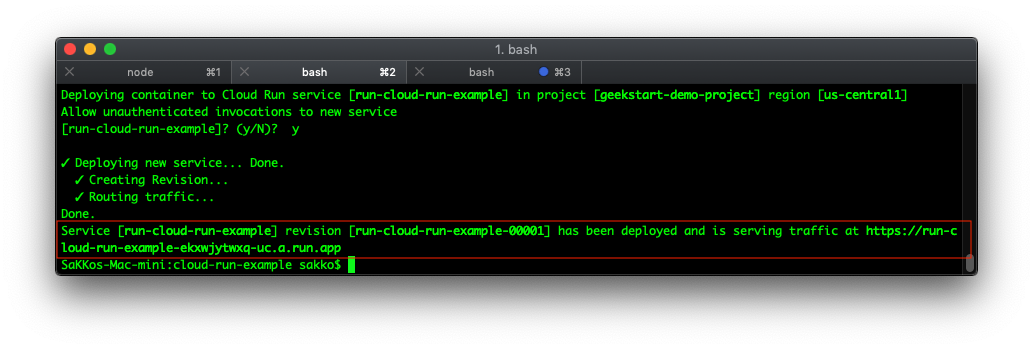 1. bash
node ⌘1 bash ⌘2 bash ⌘3
Deploying container to Cloud Run service [run-cloud-run-example] in project [geekstart-demo-project] region [us-central1]
Allow unauthenticated invocations to new service
[run-cloud-run-example]? (y/N)?  y
✓ Deploying new service... Done.
✓ Creating Revision...
✓ Routing traffic...
Done.
Service [run-cloud-run-example] revision [run-cloud-run-example-00001] has been deployed and is serving traffic at https://run-c
loud-run-example-ekxwjytwxq-uc.a.run.app
SaKKos-Mac-mini:cloud-run-example sakko$